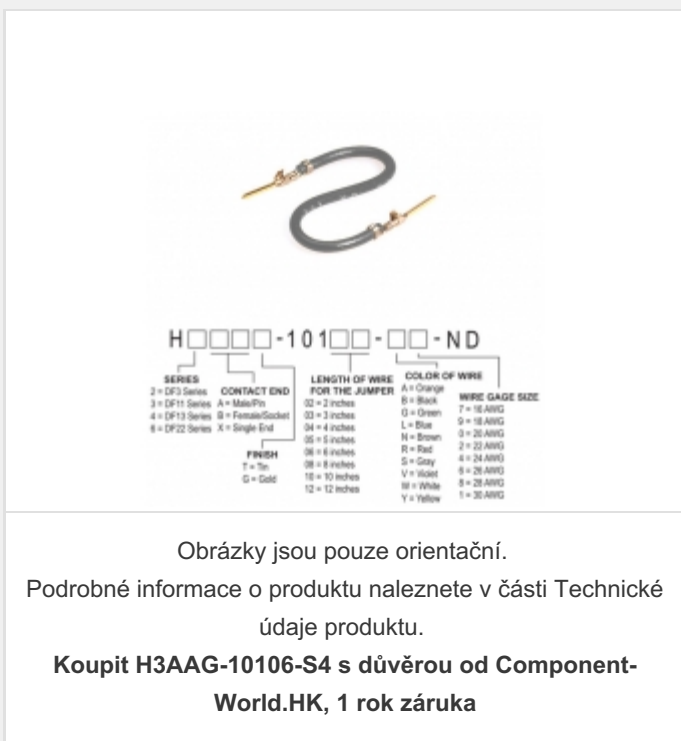 H□□□□-101□□-□□-ND
SERIES
2 = DF3 Series
3 = DF11 Series
4 = DF13 Series
6 = DF22 Series
CONTACT END
A = Male/Pin
B = Female/Socket
X = Single End
FINISH
T = Tin
G = Gold
LENGTH OF WIRE
FOR THE JUMPER
02 = 2 inches
03 = 3 inches
04 = 4 inches
05 = 5 inches
06 = 6 inches
08 = 8 inches
10 = 10 inches
12 = 12 inches
COLOR OF WIRE
A = Orange
B = Black
G = Green
L = Blue
N = Brown
R = Red
S = Gray
V = Violet
W = White
Y = Yellow
WIRE GAGE SIZE
7 = 16 AWG
9 = 18 AWG
0 = 20 AWG
2 = 22 AWG
4 = 24 AWG
6 = 26 AWG
8 = 28 AWG
1 = 30 AWG
Obrázky jsou pouze orientační.
Podrobné informace o produktu naleznete v části Technické
údaje produktu.
Koupit H3AAG-10106-S4 s důvěrou od Component-
World.HK, 1 rok záruka